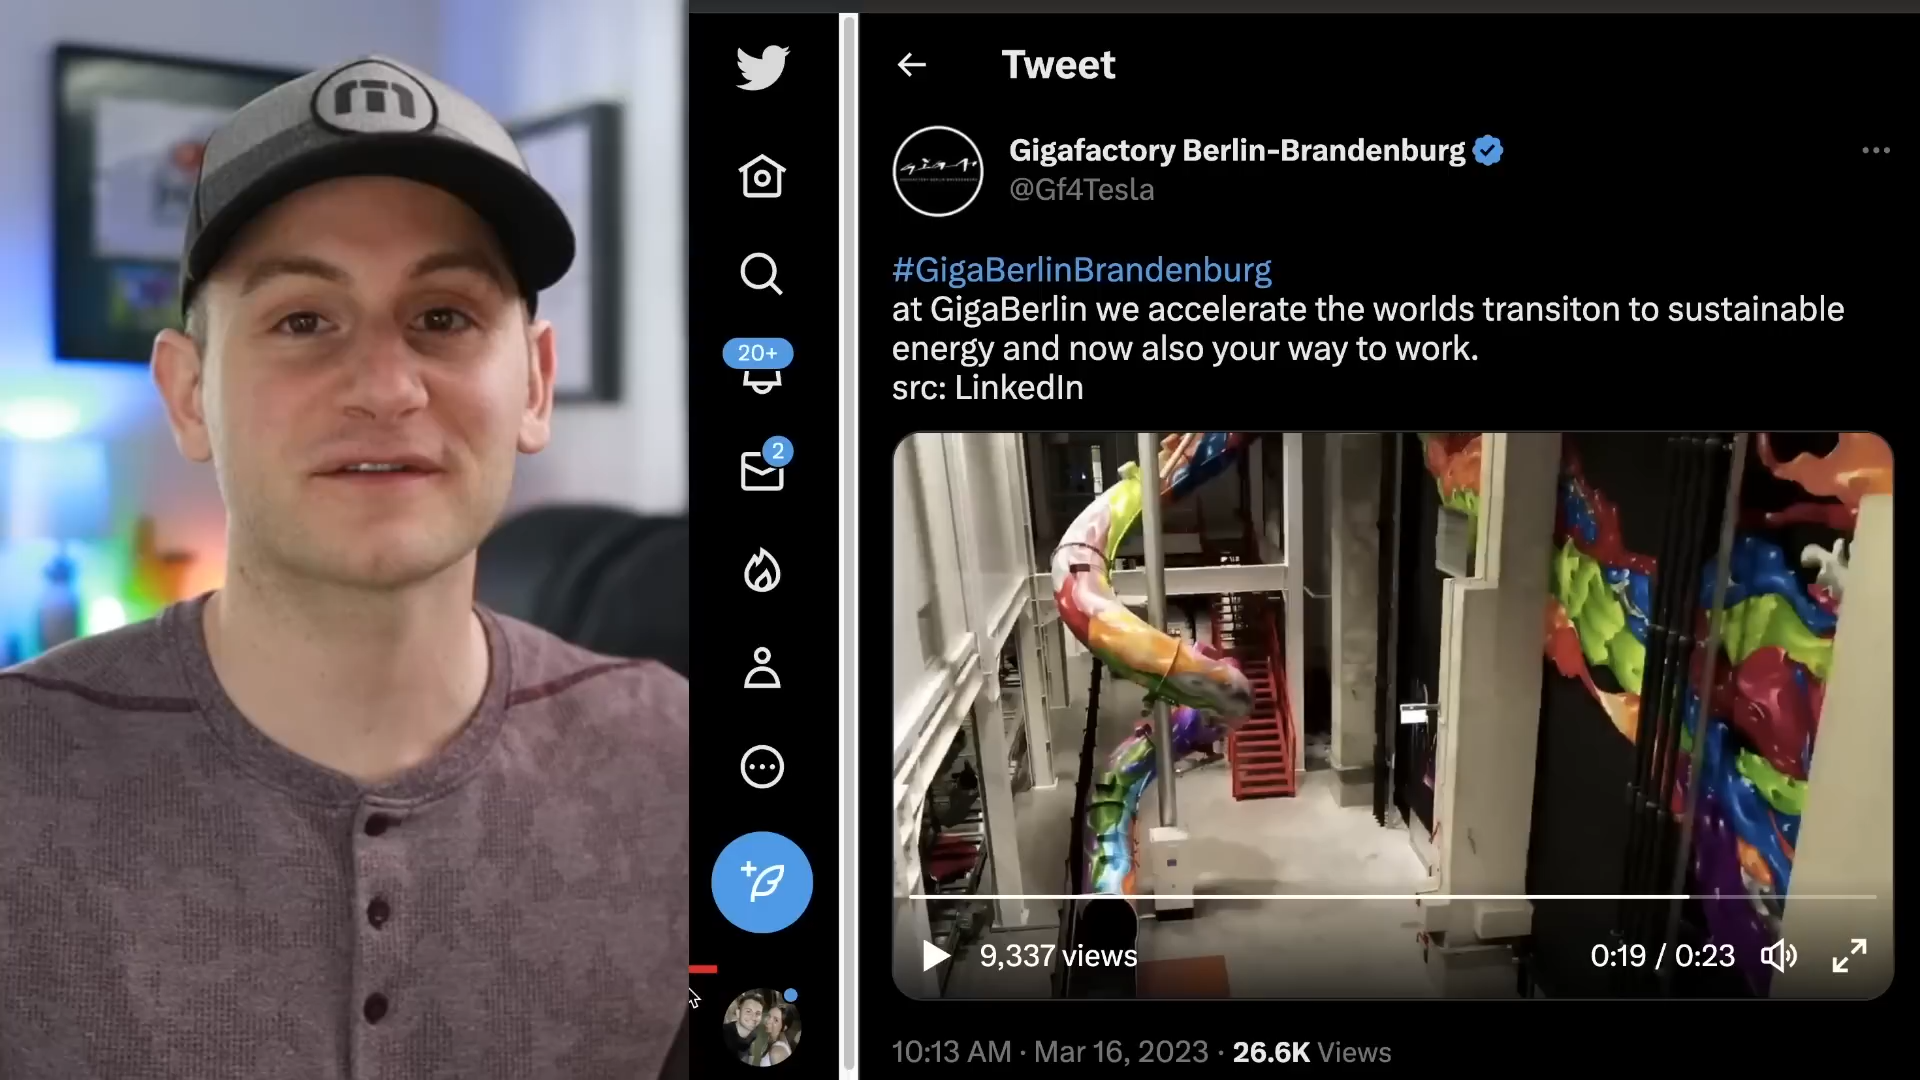 Tweet
Gigafactory Berlin-Brandenburg
@Gf4Tesla
#GigaBerlinBrandenburg
at GigaBerlin we accelerate the worlds transiton to sustainable
energy and now also your way to work.
src: LinkedIn
20+
2
9,337 views
0:19 / 0:23
10:13 AM · Mar 16, 2023 · 26.6K Views